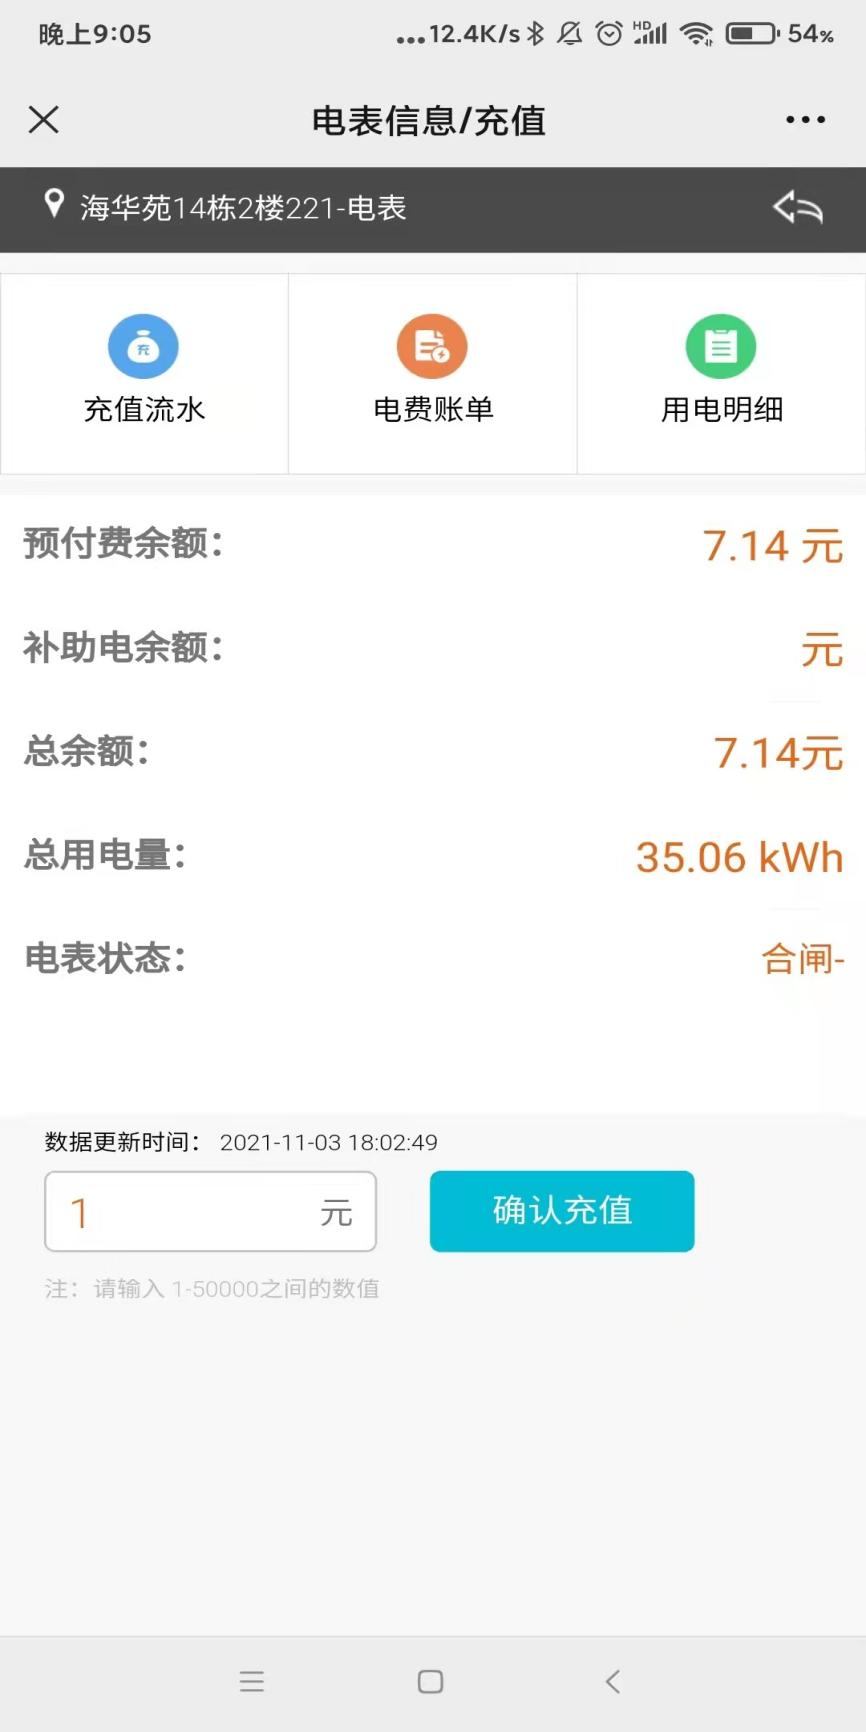 晚上9:05
...12.4K/s HD 54%
电表信息/充值
海华苑14栋2楼221-电表
充
充值流水 电费账单 用电明细
预付费余额： 7.14 元
补助电余额： 元
总余额： 7.14元
总用电量： 35.06 kWh
电表状态： 合闸-
数据更新时间： 2021-11-03 18:02:49
1 元 确认充值
注：请输入 1-50000之间的数值